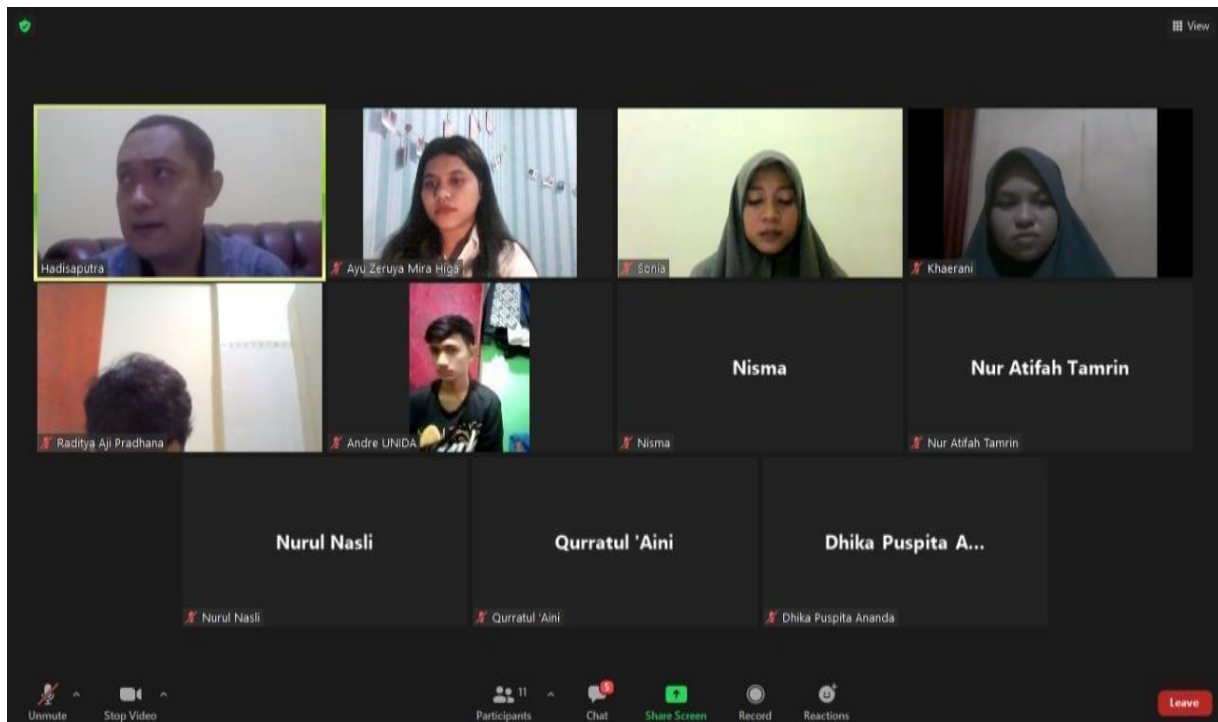 View
Hadisaputra
Ayu Zeruya Mira Higa
Sonia
Khaerani
Raditya Aji Pradhana
Andre UNIDA
Nisma
Nisma
Nur Atifah Tamrin
Nur Atifah Tamrin
Nurul Nasli
Nurul Nasli
Qurratul 'Aini
Qurratul 'Aini
Dhika Puspita A...
Dhika Puspita Ananda
Unmute
Stop Video
11
Participants
5
Chat
Share Screen
Record
Reactions
Leave